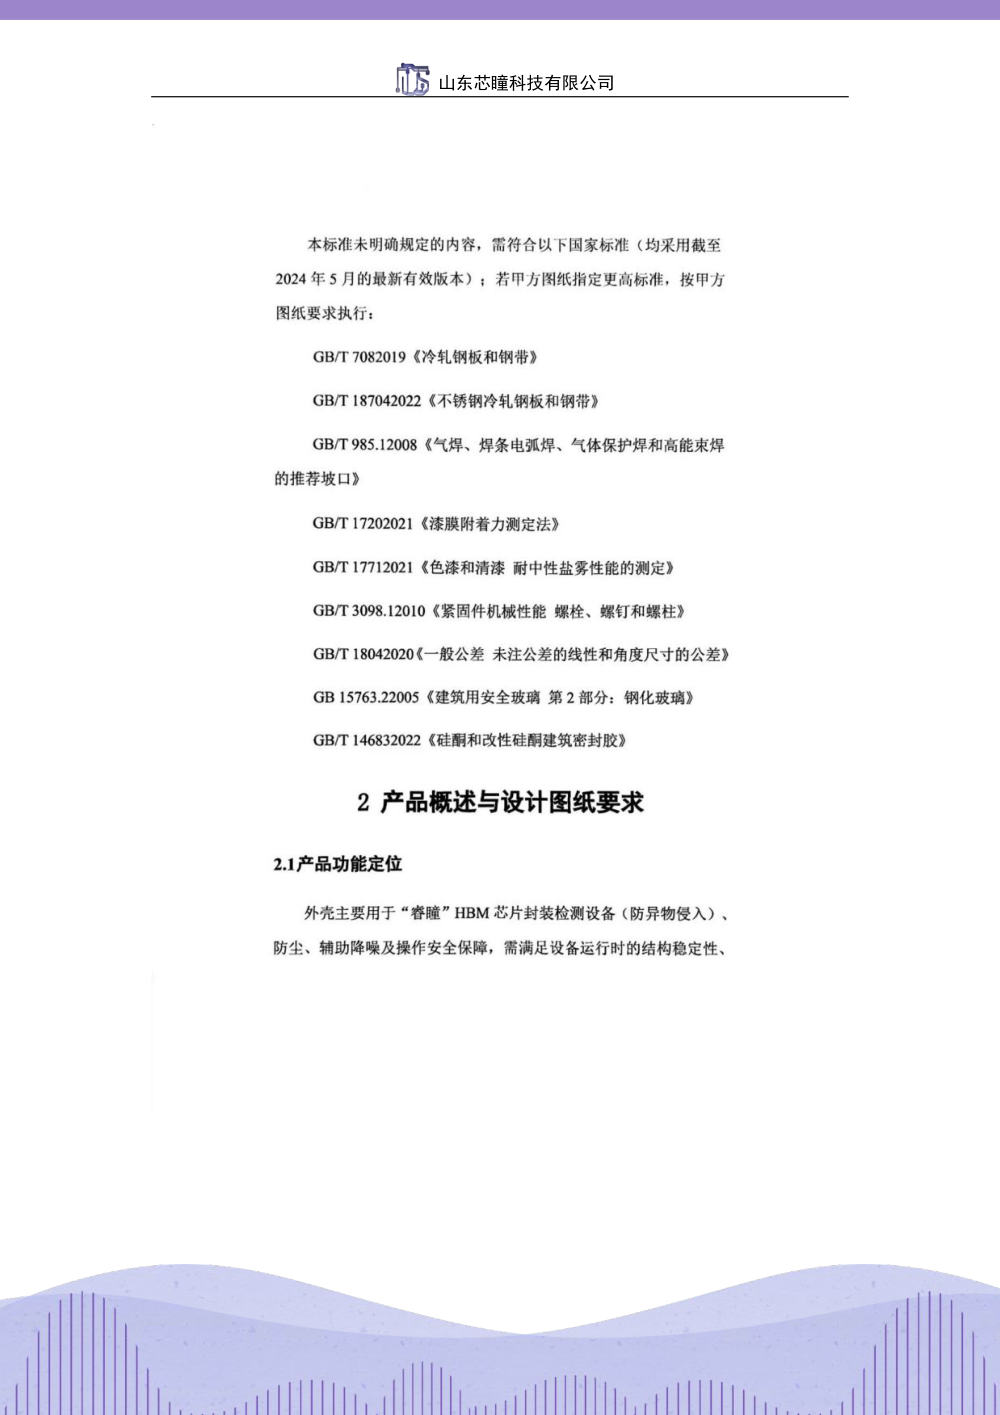 山东芯瞳科技有限公司
本标准未明确规定的内容，需符合以下国家标准（均采用截至
2024 年 5 月的最新有效版本）；若甲方图纸指定更高标准，按甲方
图纸要求执行：
GB/T 7082019《冷轧钢板和钢带》
GB/T 187042022《不锈钢冷轧钢板和钢带》
GB/T 985.12008《气焊、焊条电弧焊、气体保护焊和高能束焊
的推荐坡口》
GB/T 17202021《漆膜附着力测定法》
GB/T 17712021《色漆和清漆 耐中性盐雾性能的测定》
GB/T 3098.12010《紧固件机械性能 螺栓、螺钉和螺柱》
GB/T 18042020《一般公差 未注公差的线性和角度尺寸的公差》
GB 15763.22005《建筑用安全玻璃 第 2 部分：钢化玻璃》
GB/T 146832022《硅酮和改性硅酮建筑密封胶》
2 产品概述与设计图纸要求
2.1产品功能定位
外壳主要用于“睿瞳”HBM 芯片封装检测设备（防异物侵入）、
防尘、辅助降噪及操作安全保障，需满足设备运行时的结构稳定性、